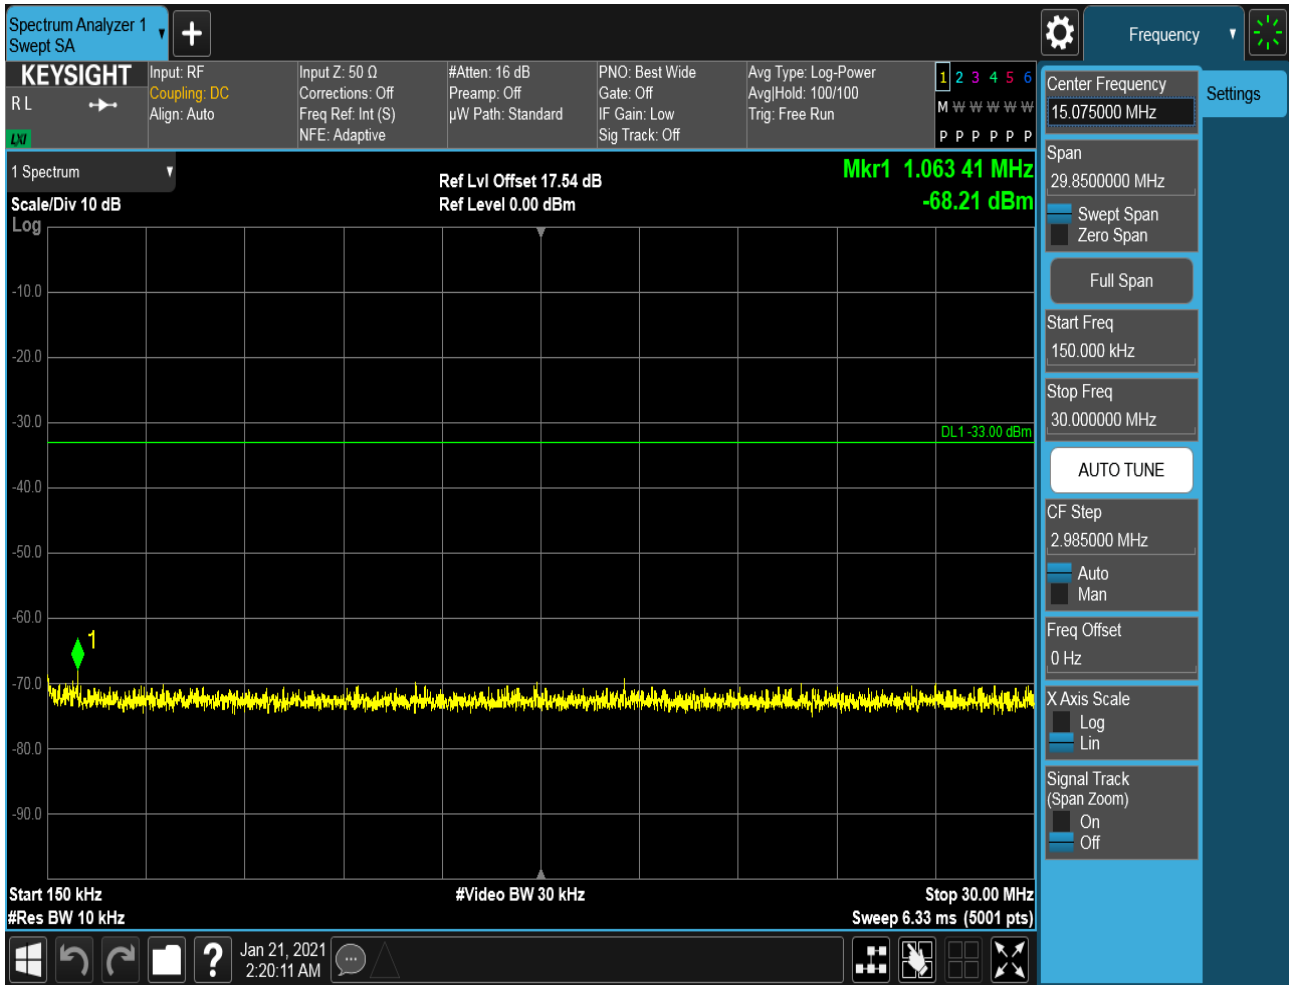 Spectrum Analyzer 1
Swept SA
Frequency
KEYSIGHT
R L
LXI
Input: RF
Coupling: DC
Align: Auto
Input Z: 50 Ω
Corrections: Off
Freq Ref: Int (S)
NFE: Adaptive
#Atten: 16 dB
Preamp: Off
µW Path: Standard
PNO: Best Wide
Gate: Off
IF Gain: Low
Sig Track: Off
Avg Type: Log-Power
Avg|Hold: 100/100
Trig: Free Run
1 2 3 4 5 6
M W W W W W
P P P P P P
1 Spectrum
Scale/Div 10 dB
Log
Ref Lvl Offset 17.54 dB
Ref Level 0.00 dBm
Mkr1 1.063 41 MHz
-68.21 dBm
-10.0
-20.0
-30.0
DL1 -33.00 dBm
-40.0
-50.0
-60.0
1
-70.0
-80.0
-90.0
Start 150 kHz
#Res BW 10 kHz
#Video BW 30 kHz
Stop 30.00 MHz
Sweep 6.33 ms (5001 pts)
Jan 21, 2021
2:20:11 AM
Center Frequency
15.075000 MHz
Settings
Span
29.8500000 MHz
Swept Span
Zero Span
Full Span
Start Freq
150.000 kHz
Stop Freq
30.000000 MHz
AUTO TUNE
CF Step
2.985000 MHz
Auto
Man
Freq Offset
0 Hz
X Axis Scale
Log
Lin
Signal Track
(Span Zoom)
On
Off